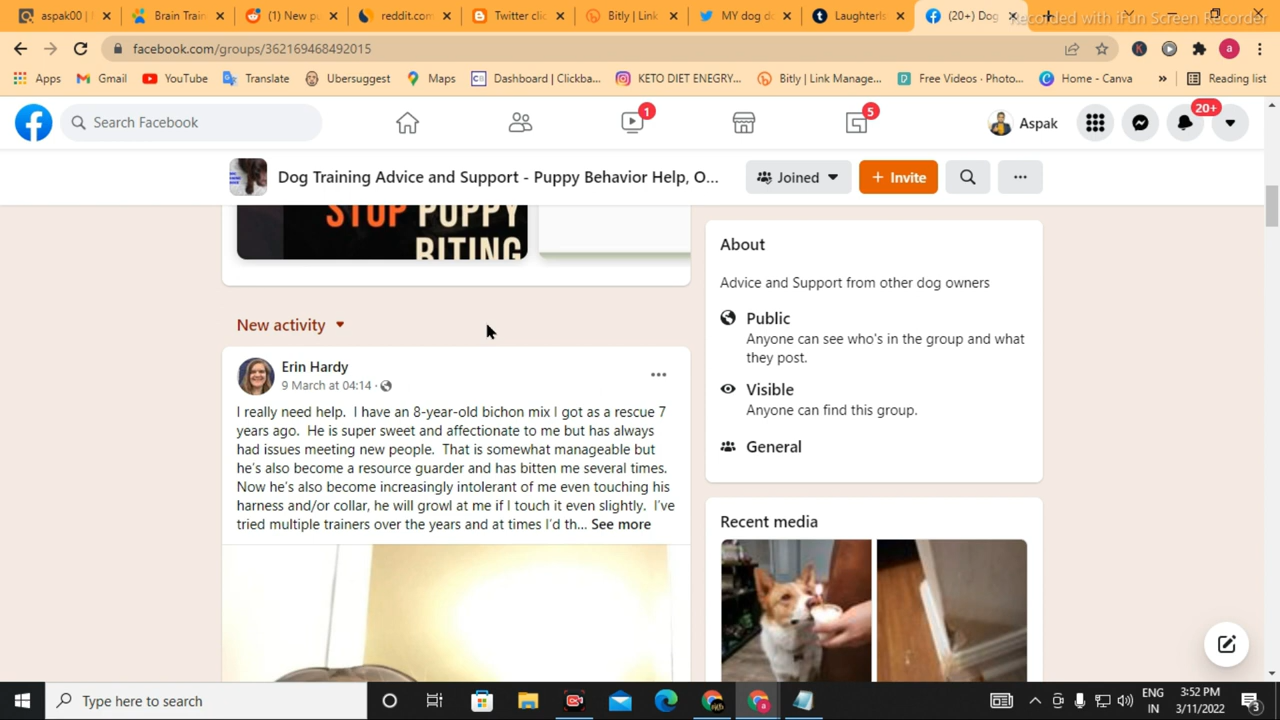 aspak00 |
Brain Train
(1) New pu
reddit.com
Twitter clic
Bitly | Link
MY dog do
LaughterIs
(20+) Dog
Recorded with iFun Screen Recorder
facebook.com/groups/362169468492015
K
a
Apps
Gmail
YouTube
Translate
Ubersuggest
Maps
Dashboard | Clickba...
KETO DIET ENEGRY...
Bitly | Link Manage...
Free Videos · Photo...
Home - Canva
»
Reading list
Search Facebook
1
5
Aspak
20+
Dog Training Advice and Support - Puppy Behavior Help, O...
Joined
+ Invite
STOP PUPPY
BITING
New activity
Erin Hardy
9 March at 04:14 ·
I really need help. I have an 8-year-old bichon mix I got as a rescue 7
years ago. He is super sweet and affectionate to me but has always
had issues meeting new people. That is somewhat manageable but
he's also become a resource guarder and has bitten me several times.
Now he's also become increasingly intolerant of me even touching his
harness and/or collar, he will growl at me if I touch it even slightly. I've
tried multiple trainers over the years and at times I'd th... See more
About
Advice and Support from other dog owners
Public
Anyone can see who's in the group and what
they post.
Visible
Anyone can find this group.
General
Recent media
Type here to search
ENG
IN
3:52 PM
3/11/2022
3